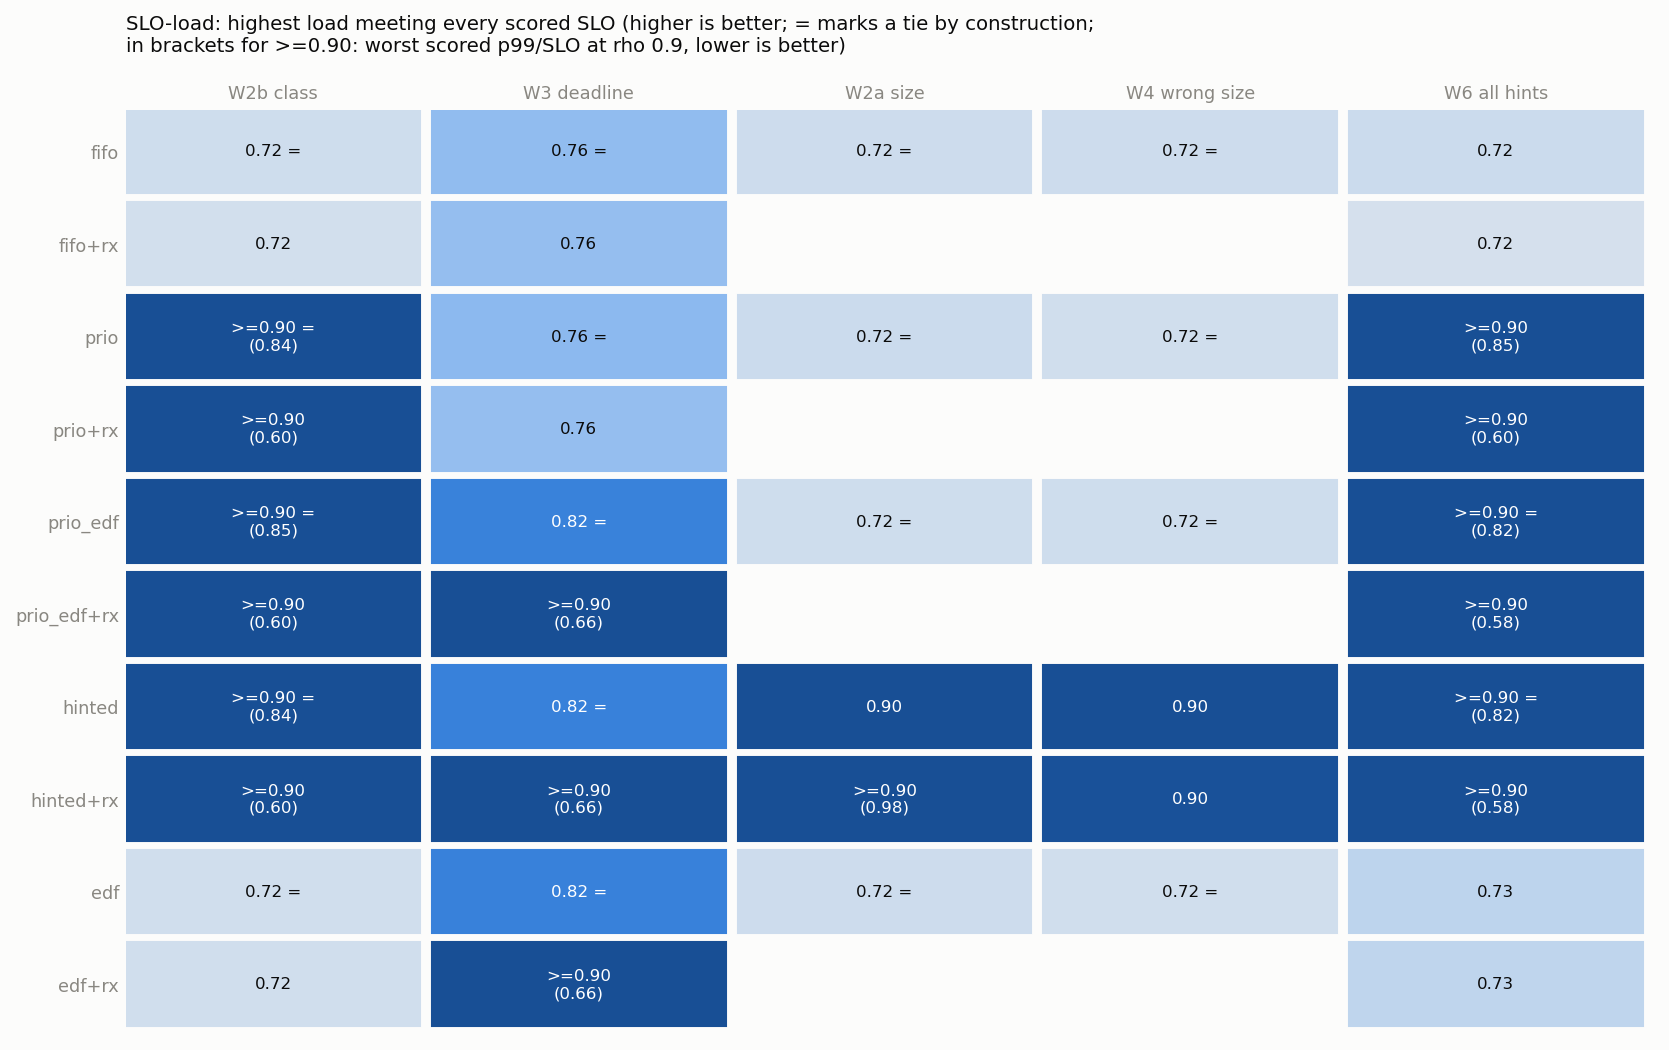 SLO-load: highest load meeting every scored SLO (higher is better; = marks a tie by construction;
in brackets for >=0.90: worst scored p99/SLO at rho 0.9, lower is better)
W2b class W3 deadline W2a size W4 wrong size W6 all hints
fifo 0.72 = 0.76 = 0.72 = 0.72 = 0.72
fifo+rx 0.72 0.76 0.72
prio >=0.90 = (0.84) 0.76 = 0.72 = 0.72 = >=0.90 (0.85)
prio+rx >=0.90 (0.60) 0.76 >=0.90 (0.60)
prio_edf >=0.90 = (0.85) 0.82 = 0.72 = 0.72 = >=0.90 = (0.82)
prio_edf+rx >=0.90 (0.60) >=0.90 (0.66) >=0.90 (0.58)
hinted >=0.90 = (0.84) 0.82 = 0.90 0.90 >=0.90 = (0.82)
hinted+rx >=0.90 (0.60) >=0.90 (0.66) >=0.90 (0.98) 0.90 >=0.90 (0.58)
edf 0.72 = 0.82 = 0.72 = 0.72 = 0.73
edf+rx 0.72 >=0.90 (0.66) 0.73